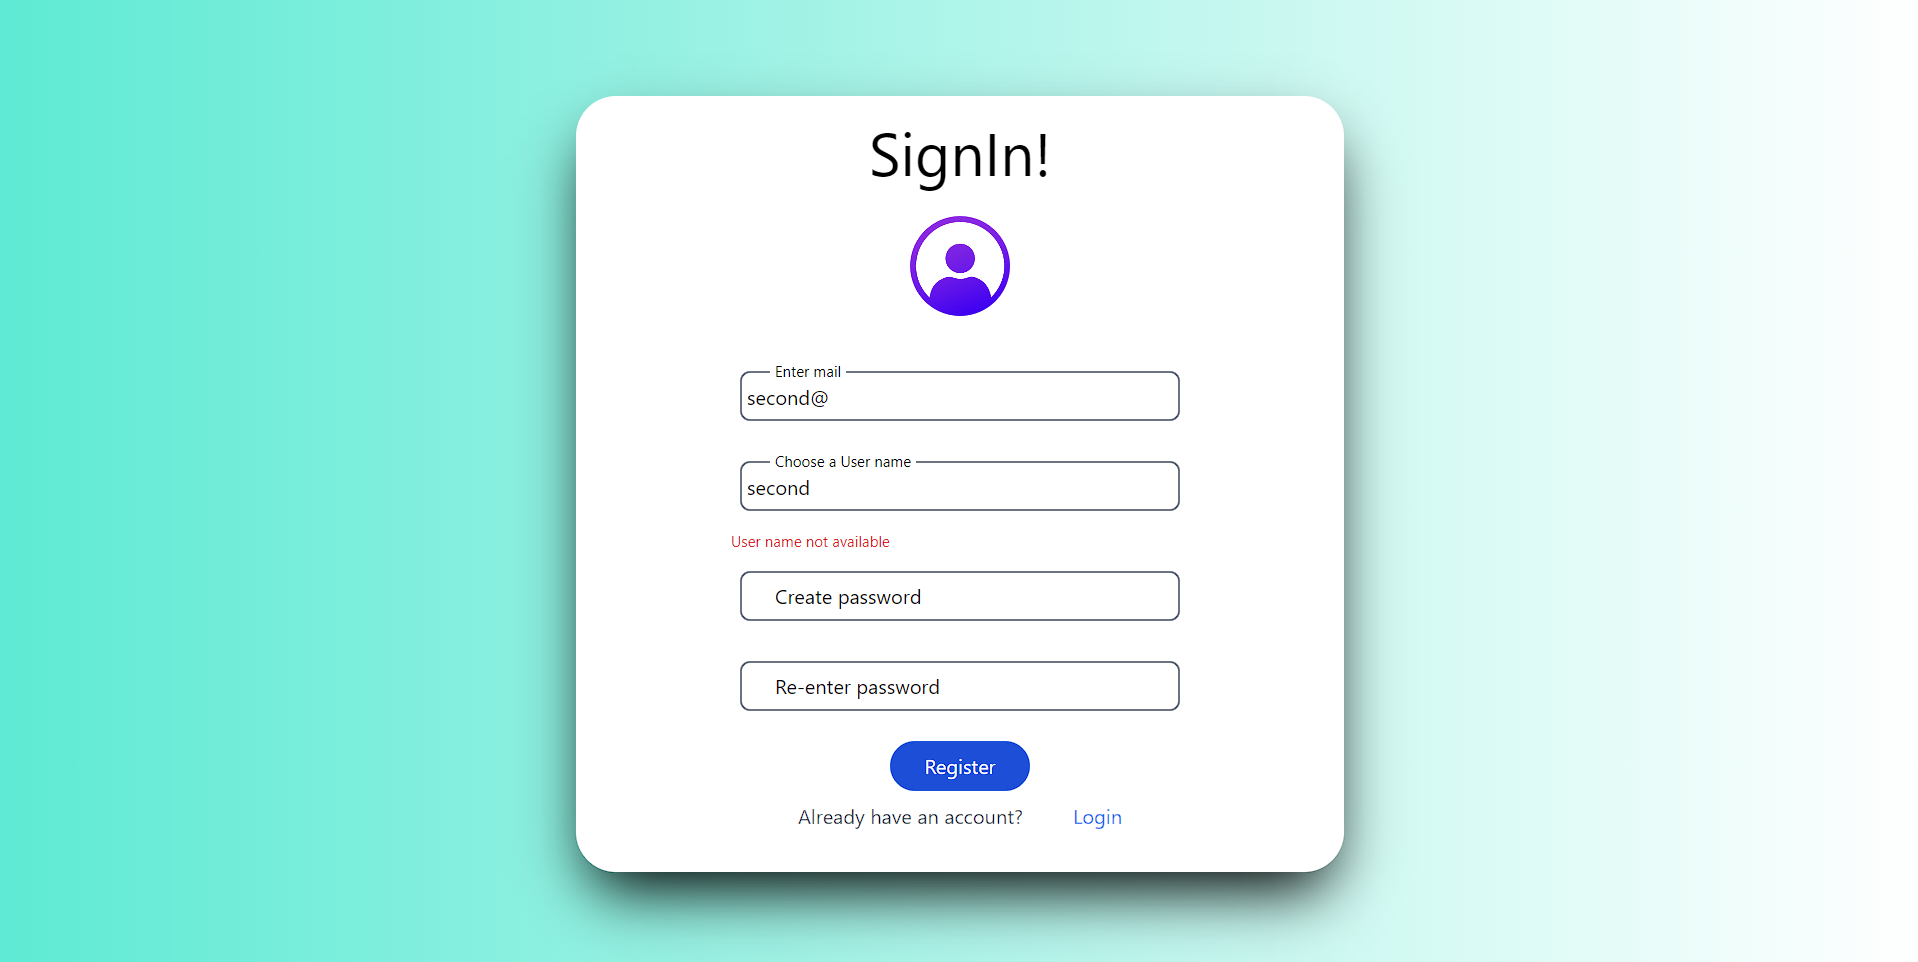 SignIn!
Enter mail
second@
Choose a User name
second
User name not available
Create password
Re-enter password
Register
Already have an account? Login